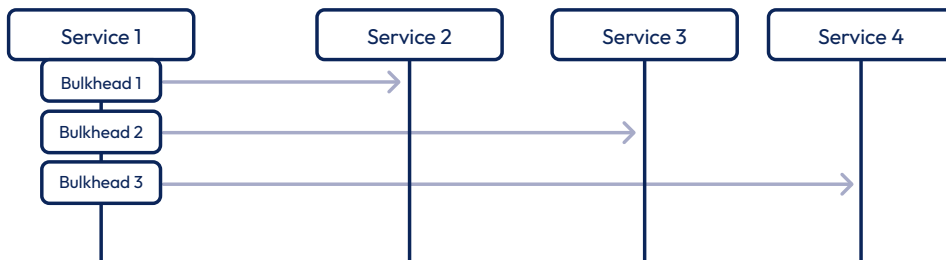 Service 1
Service 2
Service 3
Service 4
Bulkhead 1
Bulkhead 2
Bulkhead 3